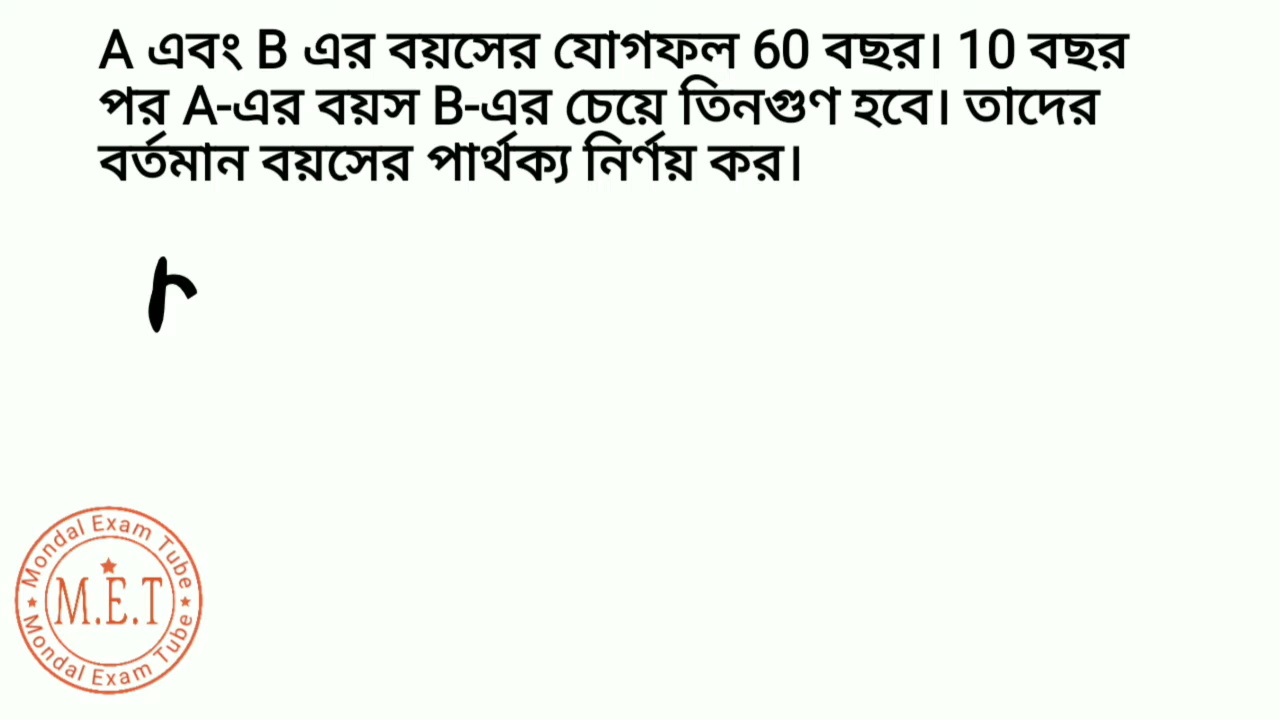 A এবং B এর বয়সের যোগফল 60 বছর। 10 বছর
পর A-এর বয়স B-এর চেয়ে তিনগুণ হবে। তাদের
বর্তমান বয়সের পার্থক্য নির্ণয় কর।
Mondal Exam Tube
M.E.T
Mondal Exam Tube